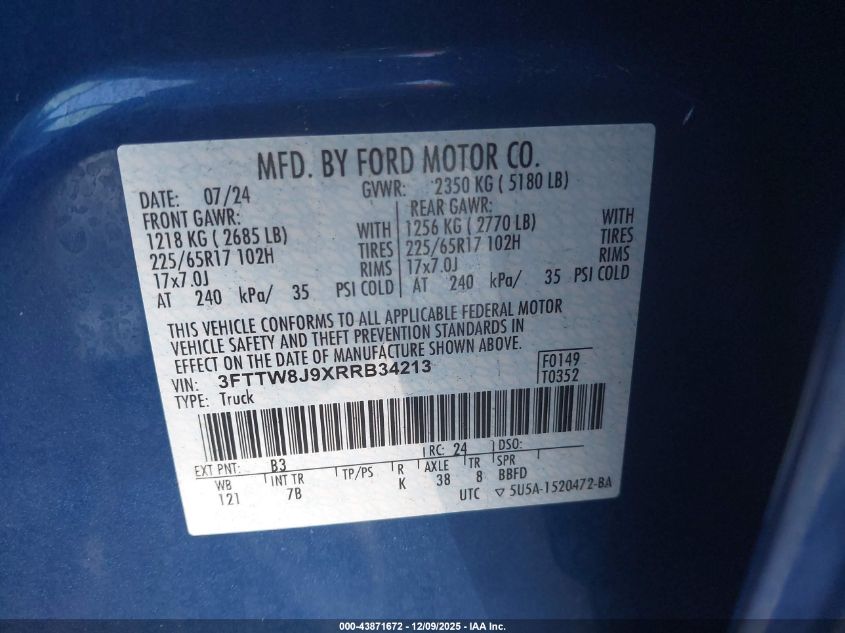 MFD. BY FORD MOTOR CO.
DATE: 07/24 GVWR: 2350 KG ( 5180 LB)
FRONT GAWR: REAR GAWR:
1218 KG ( 2685 LB) WITH 1256 KG ( 2770 LB) WITH
225/65R17 102H TIRES 225/65R17 102H TIRES
17x7.0J RIMS 17x7.0J RIMS
AT 240 kPa/ 35 PSI COLD AT 240 kPa/ 35 PSI COLD
THIS VEHICLE CONFORMS TO ALL APPLICABLE FEDERAL MOTOR
VEHICLE SAFETY AND THEFT PREVENTION STANDARDS IN
EFFECT ON THE DATE OF MANUFACTURE SHOWN ABOVE.
VIN: 3FTTW8J9XRRB34213 F0149
TYPE: Truck T0352
EXT PNT: B3 RC: 24 DSO:
WB INT TR TP/PS R AXLE TR SPR
121 7B K 38 8 BBFD
UTC ▽ 5U5A-1520472-BA
000-43871672 - 12/09/2025 - IAA Inc.